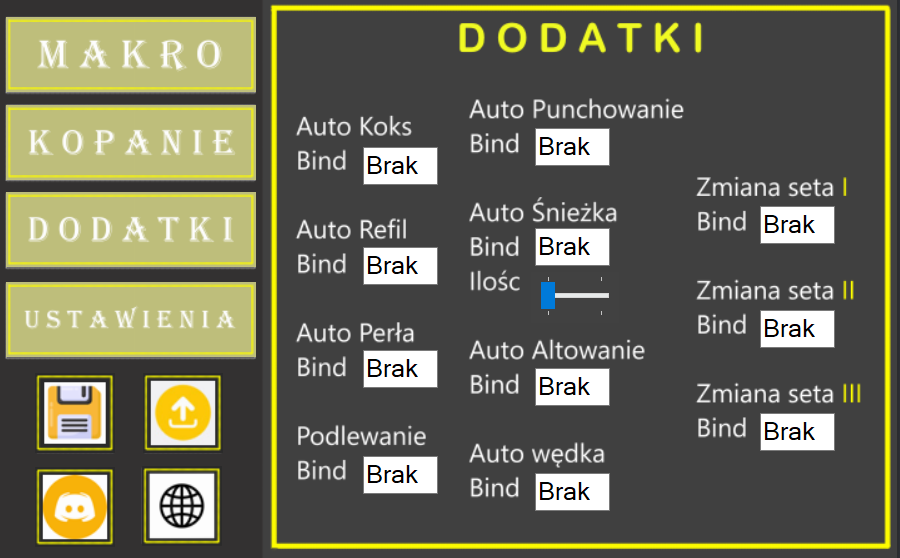 MAKRO
KOPANIE
DODATKI
USTAWIENIA
DODATKI
Auto Koks
Bind Brak
Auto Refil
Bind Brak
Auto Perła
Bind Brak
Podlewanie
Bind Brak
Auto Punchowanie
Bind Brak
Auto Śnieżka
Bind Brak
Ilośc
Auto Altowanie
Bind Brak
Auto wędka
Bind Brak
Zmiana seta I
Bind Brak
Zmiana seta II
Bind Brak
Zmiana seta III
Bind Brak